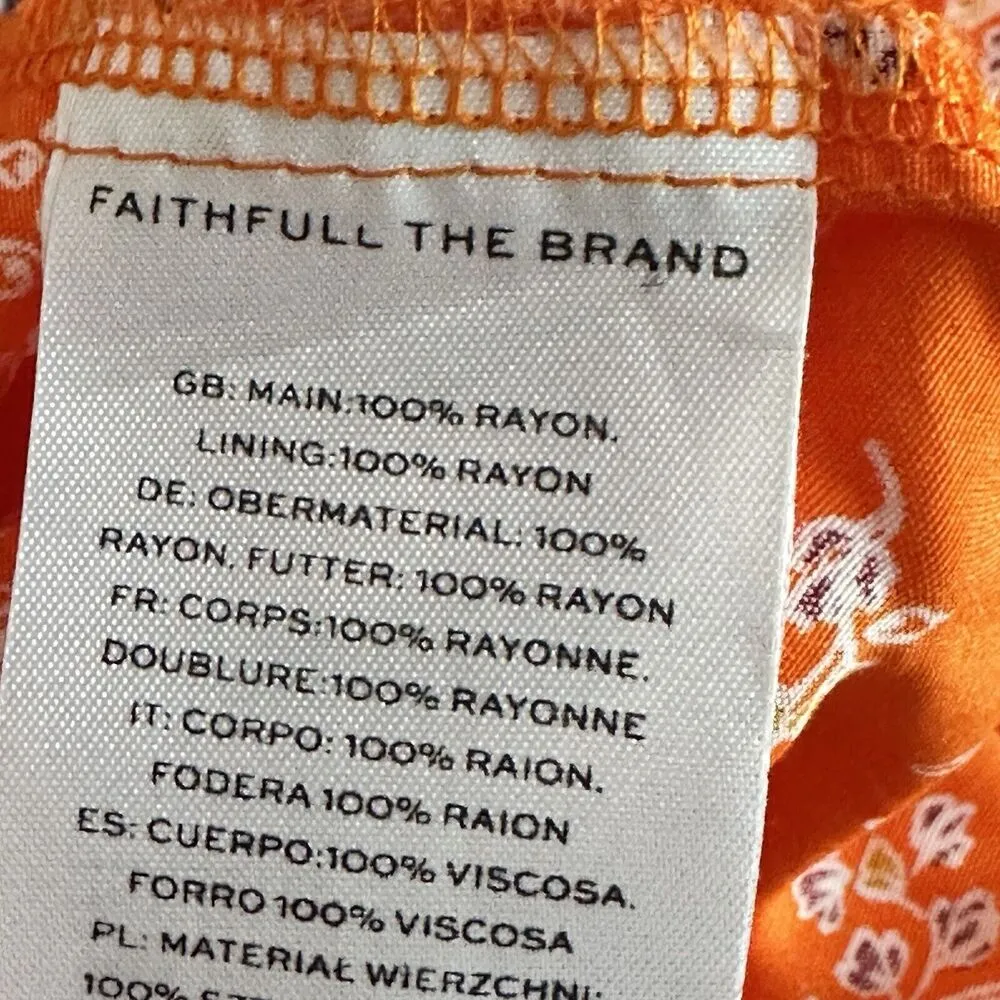 FAITHFULL THE BRAND
GB: MAIN:100% RAYON.
LINING:100% RAYON
DE: OBERMATERIAL: 100%
RAYON. FUTTER: 100% RAYON
FR: CORPS:100% RAYONNE.
DOUBLURE:100% RAYONNE
IT: CORPO: 100% RAION.
FODERA 100% RAION
ES: CUERPO:100% VISCOSA.
FORRO 100% VISCOSA
PL: MATERIAŁ WIERZCHNI:
100%